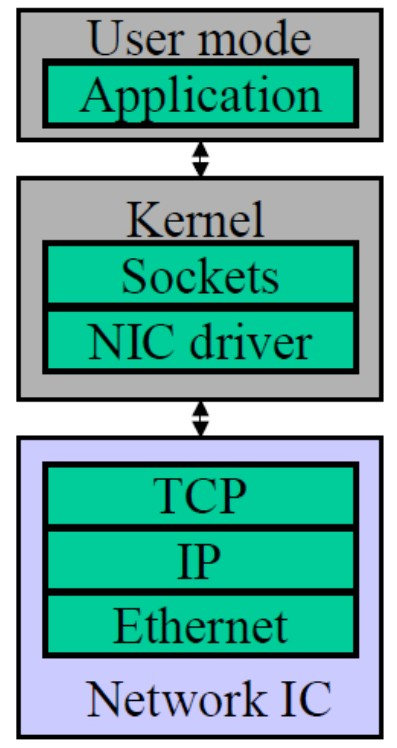 User mode
Application
Kernel
Sockets
NIC driver
TCP
IP
Ethernet
Network IC